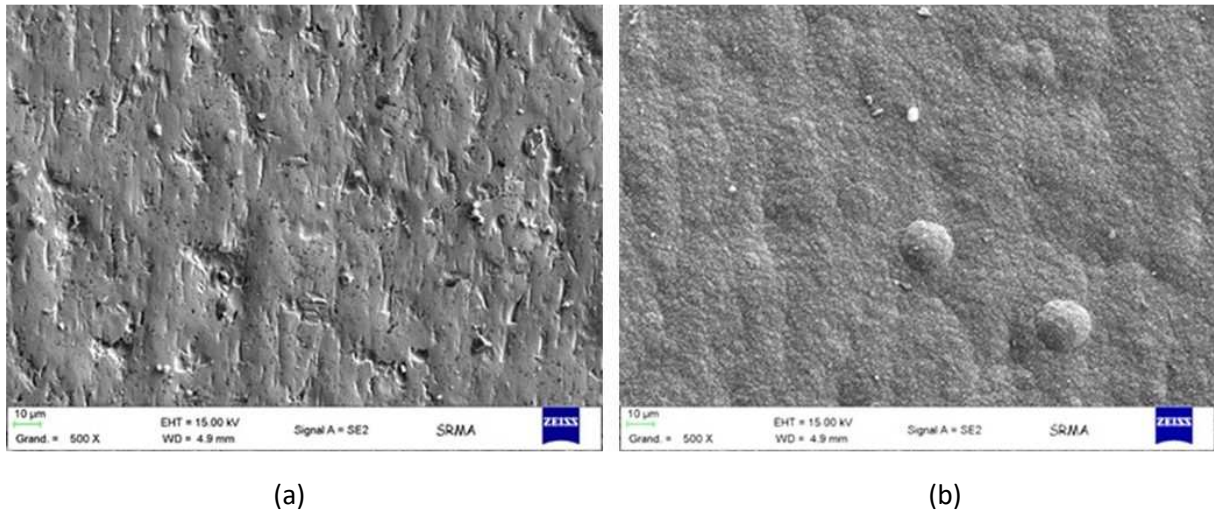 10 µm
Grand. = 500 X
EHT = 15.00 kV
WD = 4.9 mm
Signal A = SE2
SRMA
ZEISS
10 µm
Grand. = 500 X
EHT = 15.00 kV
WD = 4.9 mm
Signal A = SE2
SRMA
ZEISS
(a)
(b)